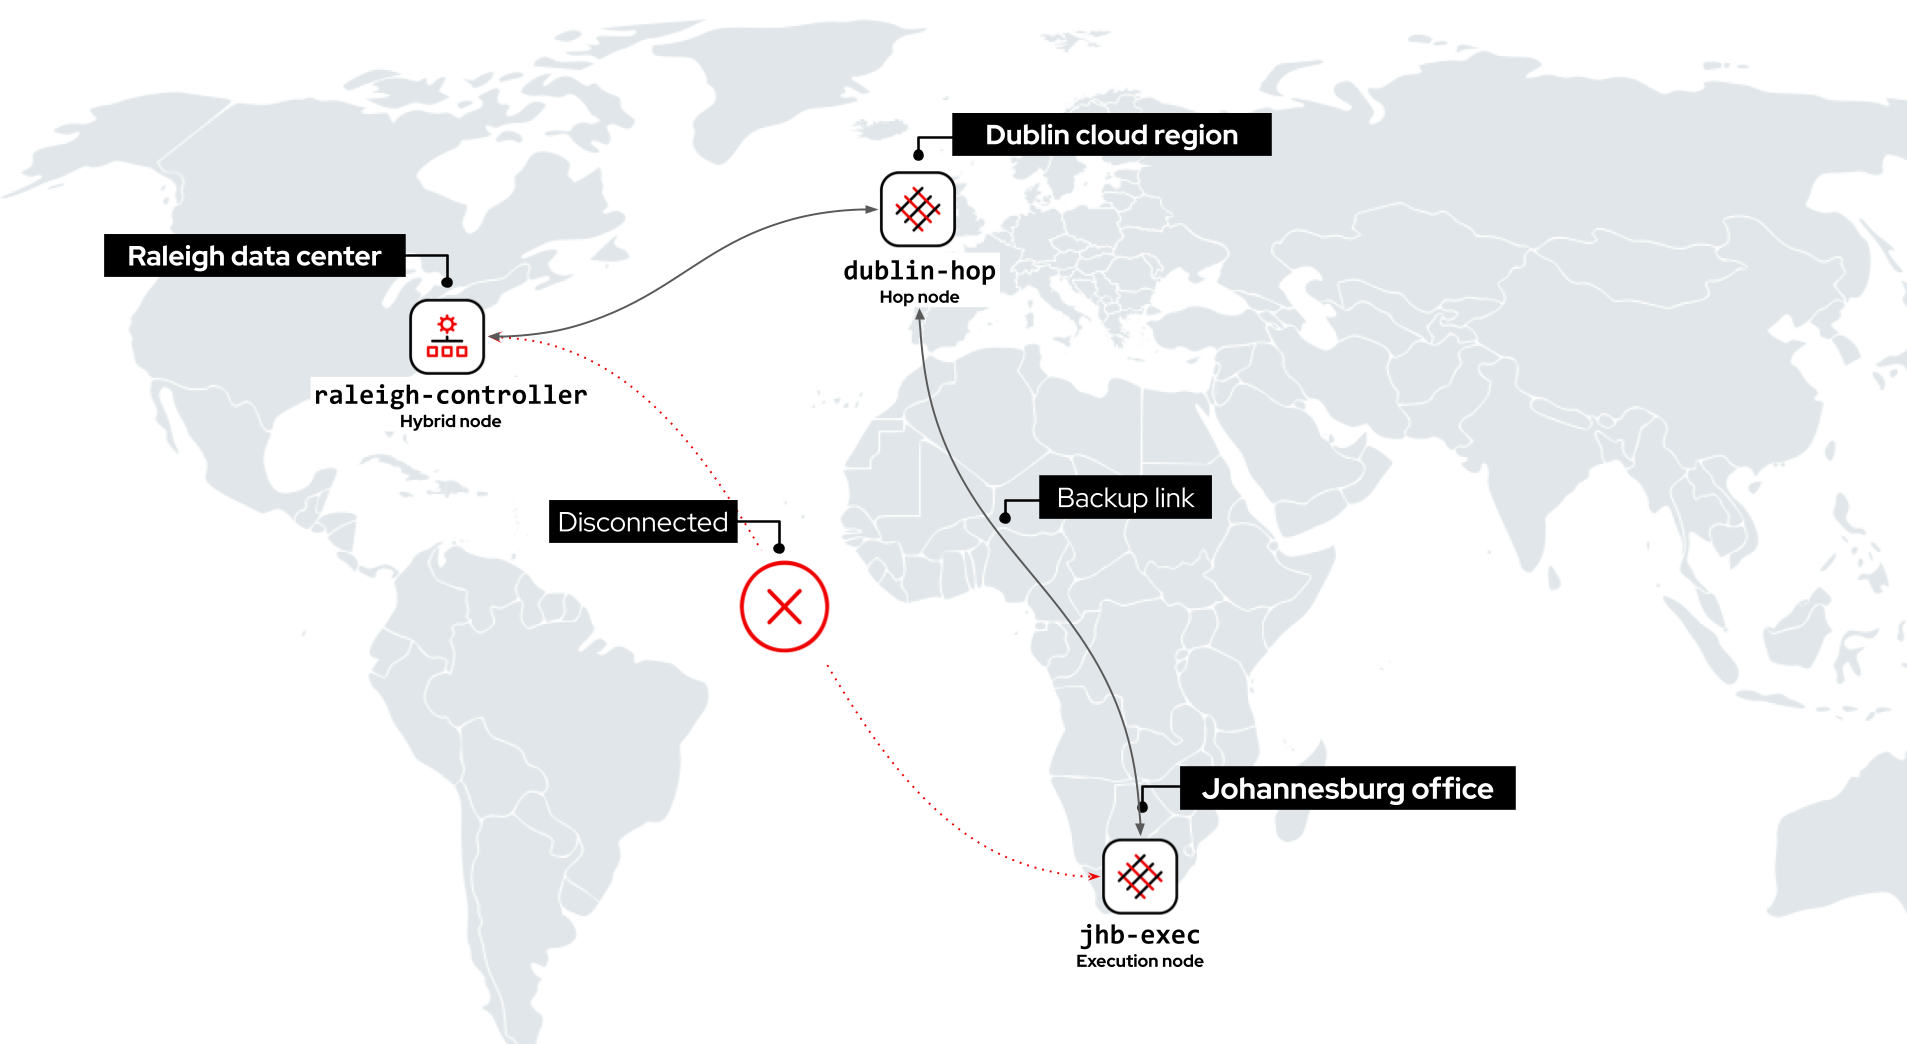 Dublin cloud region
Raleigh data center
dublin-hop
Hop node
raleigh-controller
Hybrid node
Backup link
Disconnected
Johannesburg office
jhb-exec
Execution node